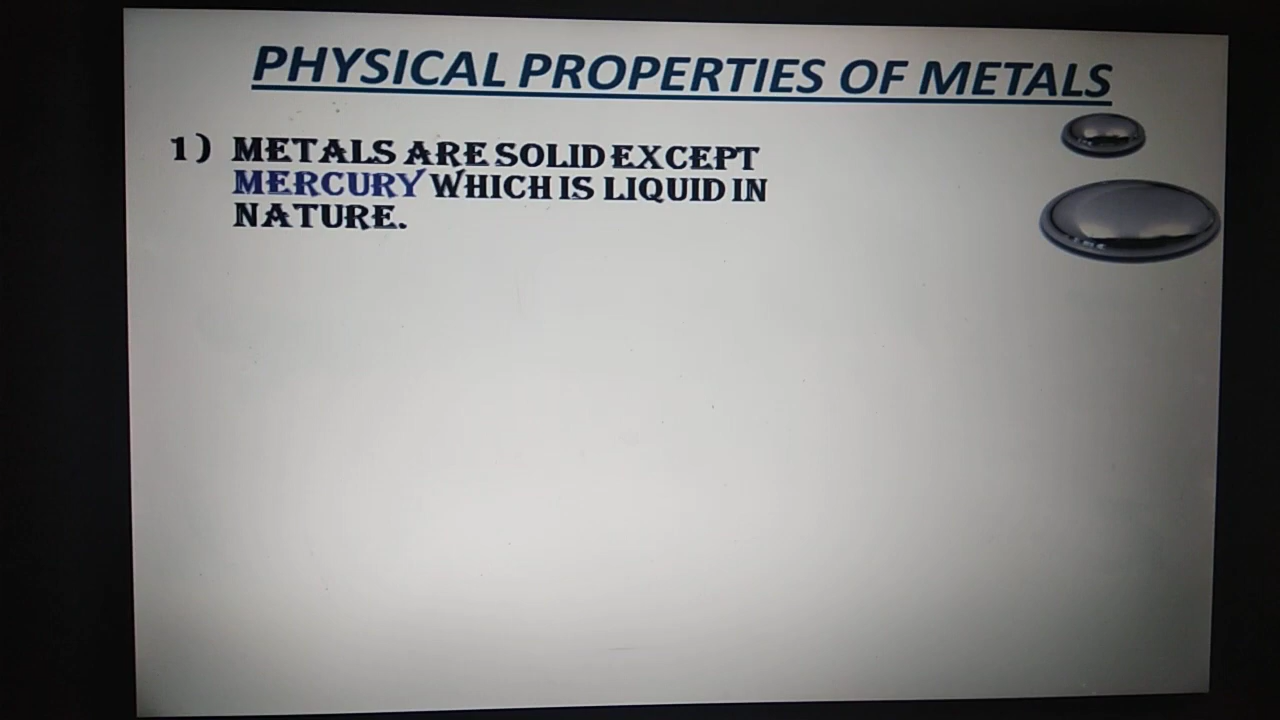 PHYSICAL PROPERTIES OF METALS
1) METALS ARE SOLID EXCEPT
MERCURY WHICH IS LIQUID IN
NATURE.